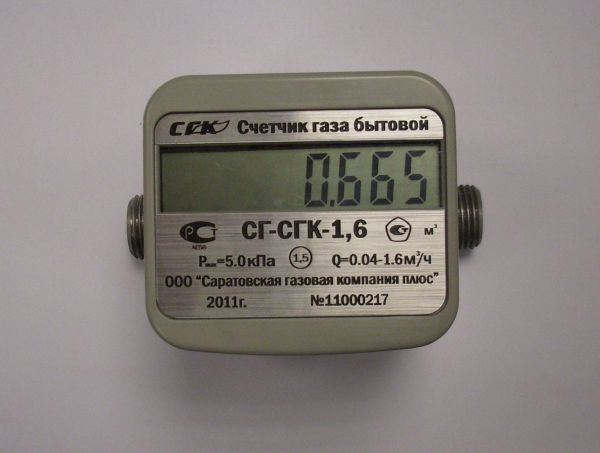 СГК Счетчик газа бытовой
0.665
РСТ СГ-СГК-1,6 м³
Pmax=5.0кПа 1,5 Q=0.04-1.6м³/ч
ООО "Саратовская газовая компания плюс"
2011г. №11000217